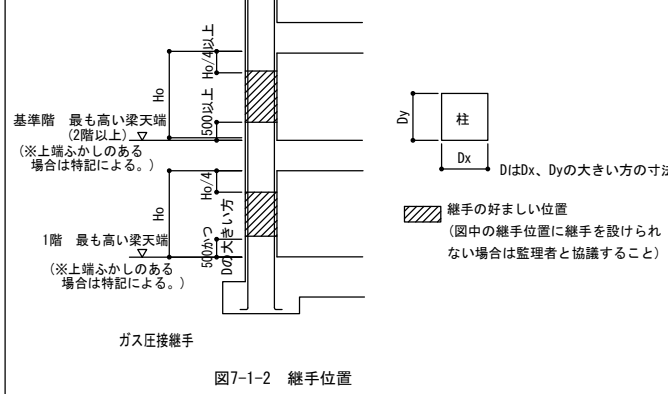 Ho/4以上
Ho
500以上
基準階 最も高い梁天端
(2階以上)
(※上端ふかしのある
場合は特記による。)
Ho/4
Ho
500かつ
Dの大きい方
1階 最も高い梁天端
(※上端ふかしのある
場合は特記による。)
ガス圧接継手
Dy
柱
Dx
DはDx、Dyの大きい方の寸法
継手の好ましい位置
(図中の継手位置に継手を設けられ
ない場合は監理者と協議すること)
図7-1-2 継手位置